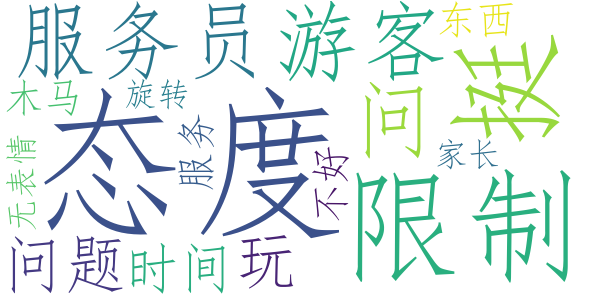 服务员
游客
东西
挺
木马
旋转
问
态度
服务
不好
家长
无表情
限制
问题
时间
玩